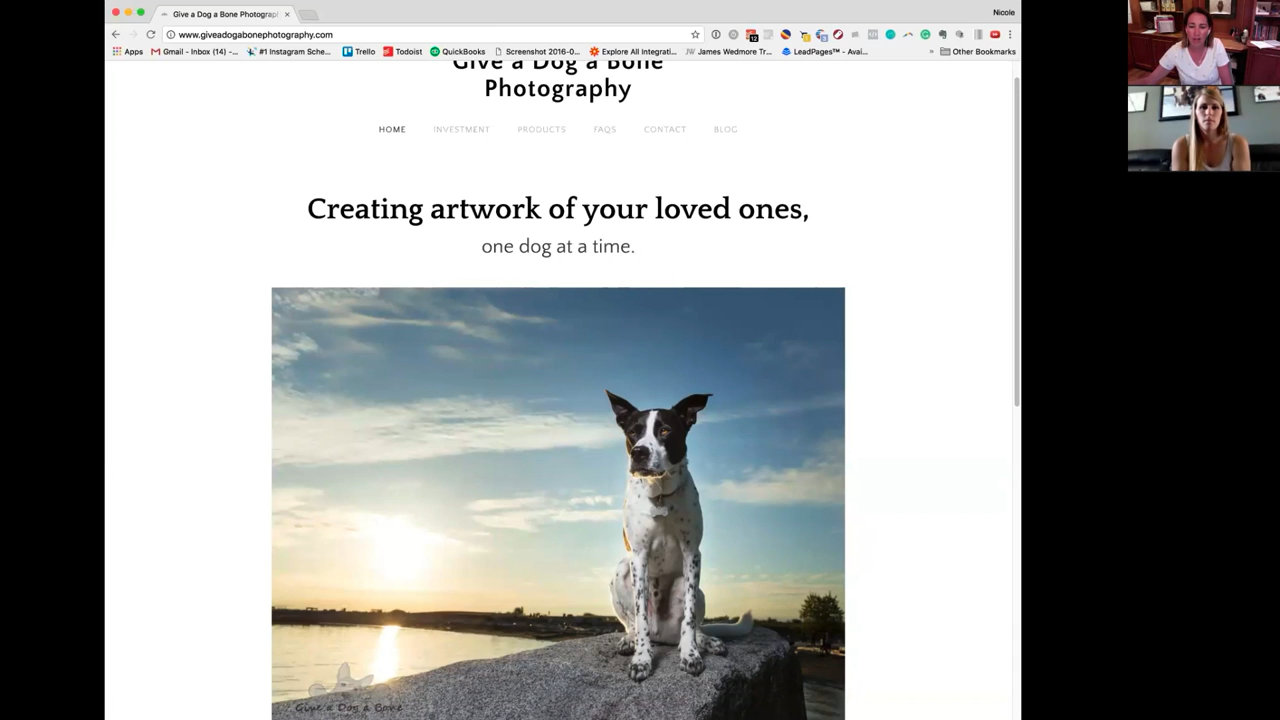 Give a Dog a Bone Photograph
Nicole
www.giveadogabonephotography.com
12
Apps Gmail - Inbox (14) -... #1 Instagram Sche... Trello Todoist QuickBooks Screenshot 2016-0... Explore All Integrati... James Wedmore Tr... LeadPages™ - Avai... » Other Bookmarks
Give a Dog a Bone
Photography
HOME INVESTMENT PRODUCTS FAQS CONTACT BLOG
Creating artwork of your loved ones,
one dog at a time.
Give a Dog a Bone